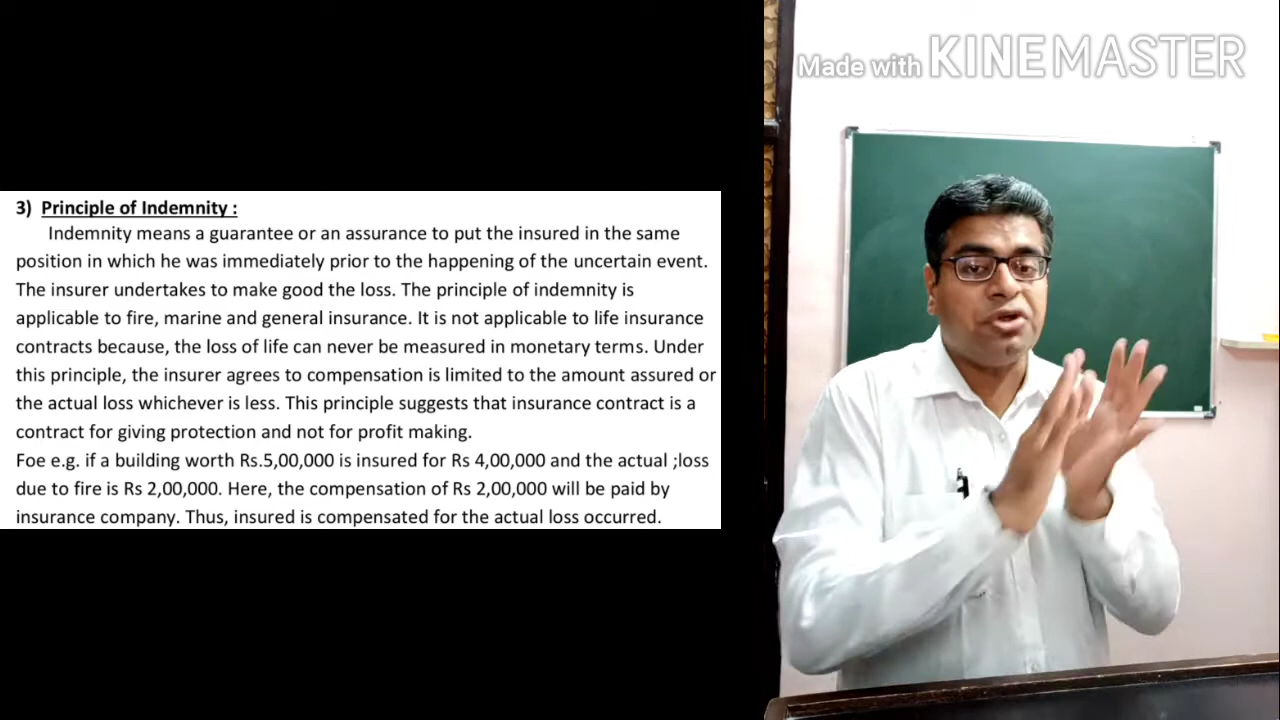 3) Principle of Indemnity :
Indemnity means a guarantee or an assurance to put the insured in the same
position in which he was immediately prior to the happening of the uncertain event.
The insurer undertakes to make good the loss. The principle of indemnity is
applicable to fire, marine and general insurance. It is not applicable to life insurance
contracts because, the loss of life can never be measured in monetary terms. Under
this principle, the insurer agrees to compensation is limited to the amount assured or
the actual loss whichever is less. This principle suggests that insurance contract is a
contract for giving protection and not for profit making.
Foe e.g. if a building worth Rs.5,00,000 is insured for Rs 4,00,000 and the actual ;loss
due to fire is Rs 2,00,000. Here, the compensation of Rs 2,00,000 will be paid by
insurance company. Thus, insured is compensated for the actual loss occurred.
Made with KINEMASTER